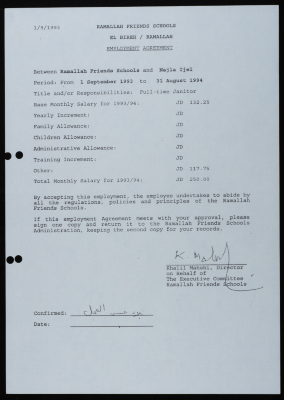 1/9/1993
RAMALLAH FRIENDS SCHOOLS
EL BIREH / RAMALLAH
EMPLOYMENT AGREEMENT
Between Ramallah Friends Schools and Najla Ijel
Period: From 1 September 1993 to 31 August 1994
Title and/or Responsibilities: Full-time Janitor
Base Monthly Salary for 1993/94: JD 132.25
Yearly Increment: JD
Family Allowance: JD
Children Allowance: JD
Administrative Allowance: JD
Training Increment: JD
Other: JD 117.75
Total Monthly Salary for 1993/94: JD 250.00
By accepting this employment, the employee undertakes to abide by
all the regulations, policies and principles of the Ramallah
Friends Schools.
If this employment Agreement meets with your approval, please
sign one copy and return it to the Ramallah Friends Schools
Administration, keeping the second copy for your records.
Khalil Mahshi, Director
on behalf of
The Executive Committee
Ramallah Friends Schools
Confirmed:
Date: